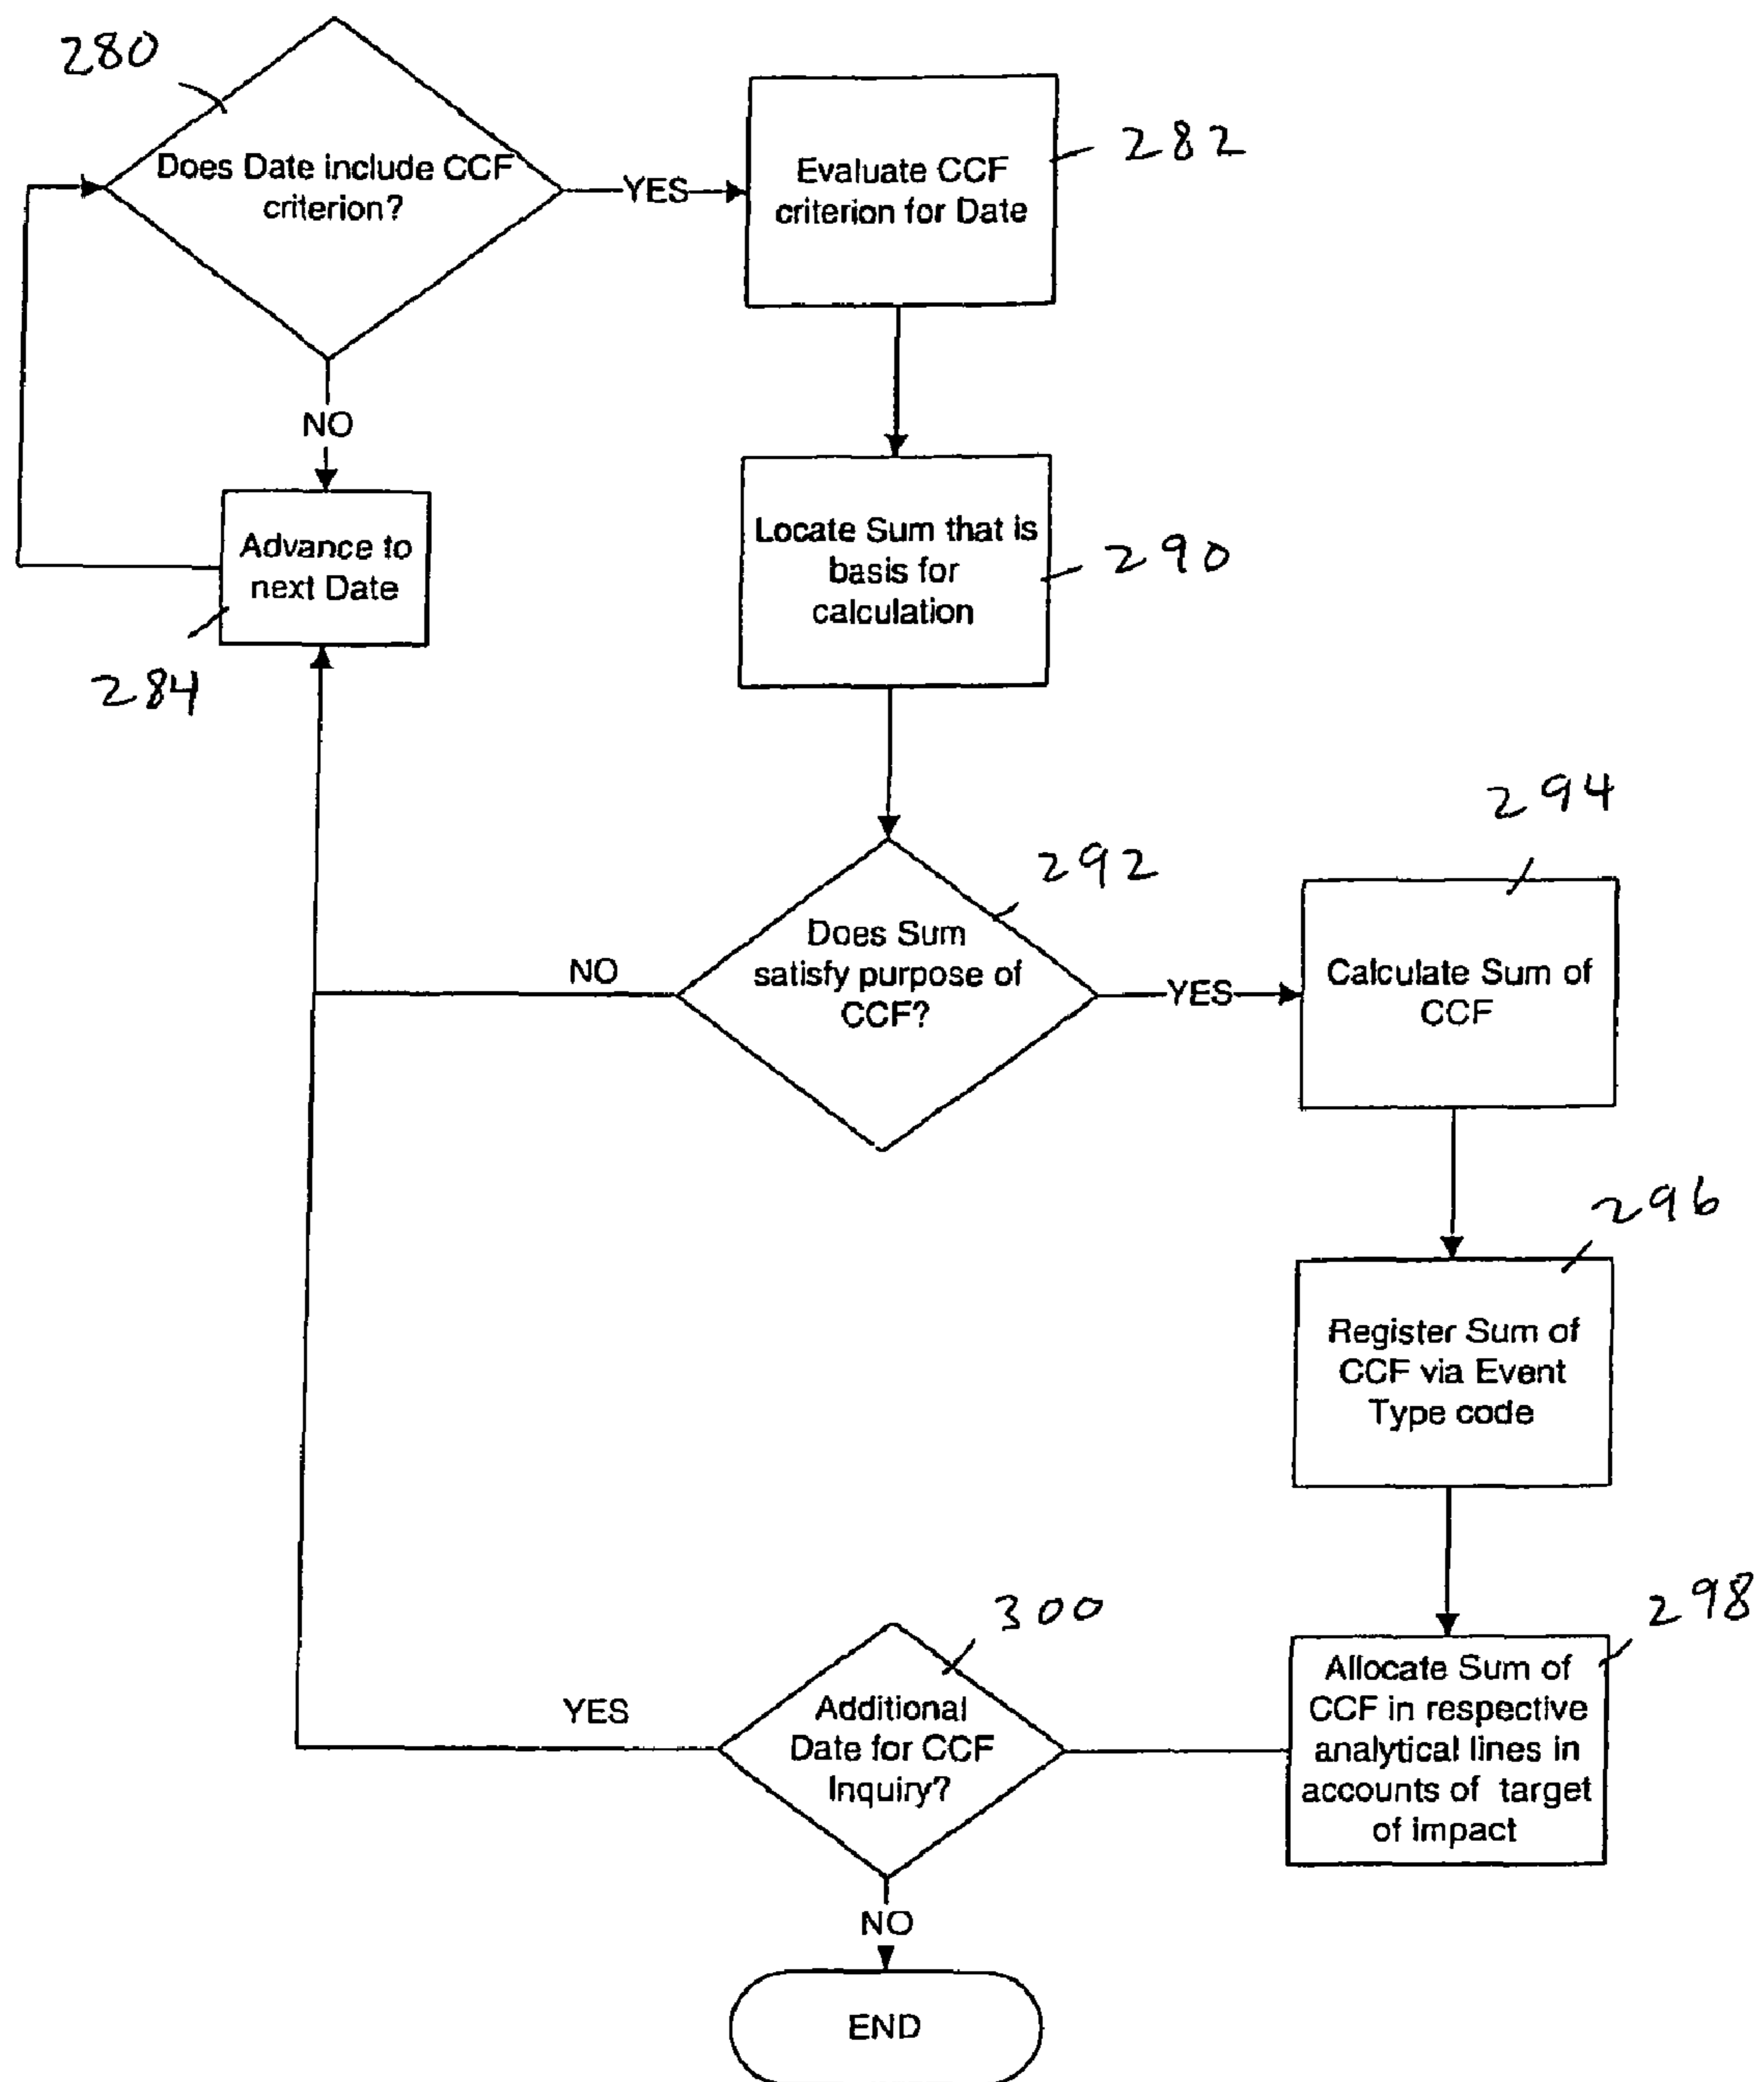 280
Does Date include CCF
criterion?
YES
Evaluate CCF
criterion for Date
282
NO
Advance to
next Date
284
Locate Sum that is
basis for
calculation
290
292
Does Sum
satisfy purpose of
CCF?
NO
YES
294
Calculate Sum of
CCF
296
Register Sum of
CCF via Event
Type code
298
Allocate Sum of
CCF in respective
analytical lines in
accounts of target
of impact
300
Additional
Date for CCF
Inquiry?
YES
NO
END